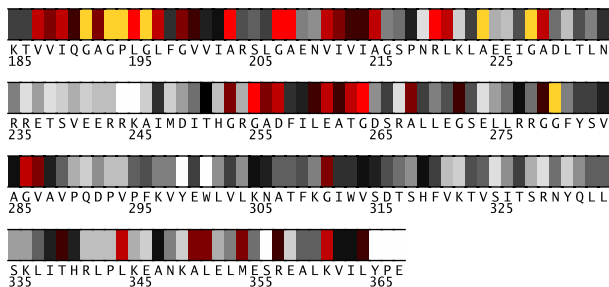 KTVVIQGAGPLGLFGVVIARSLGAENVIVIAGSPNRLKLAEEIGADLTLN
185 195 205 215 225
RRETSVEERRKAIMDITHGRGADFILEATGDSRALLEGSELLRRGGFYSV
235 245 255 265 275
AGVAVPQDPVPFKVYEWLVLKNATFKGIWVSDTSHFVKTVSITSRNYQLL
285 295 305 315 325
SKLITHRLPLKEANKALELMESREALKVILYPE
335 345 355 365